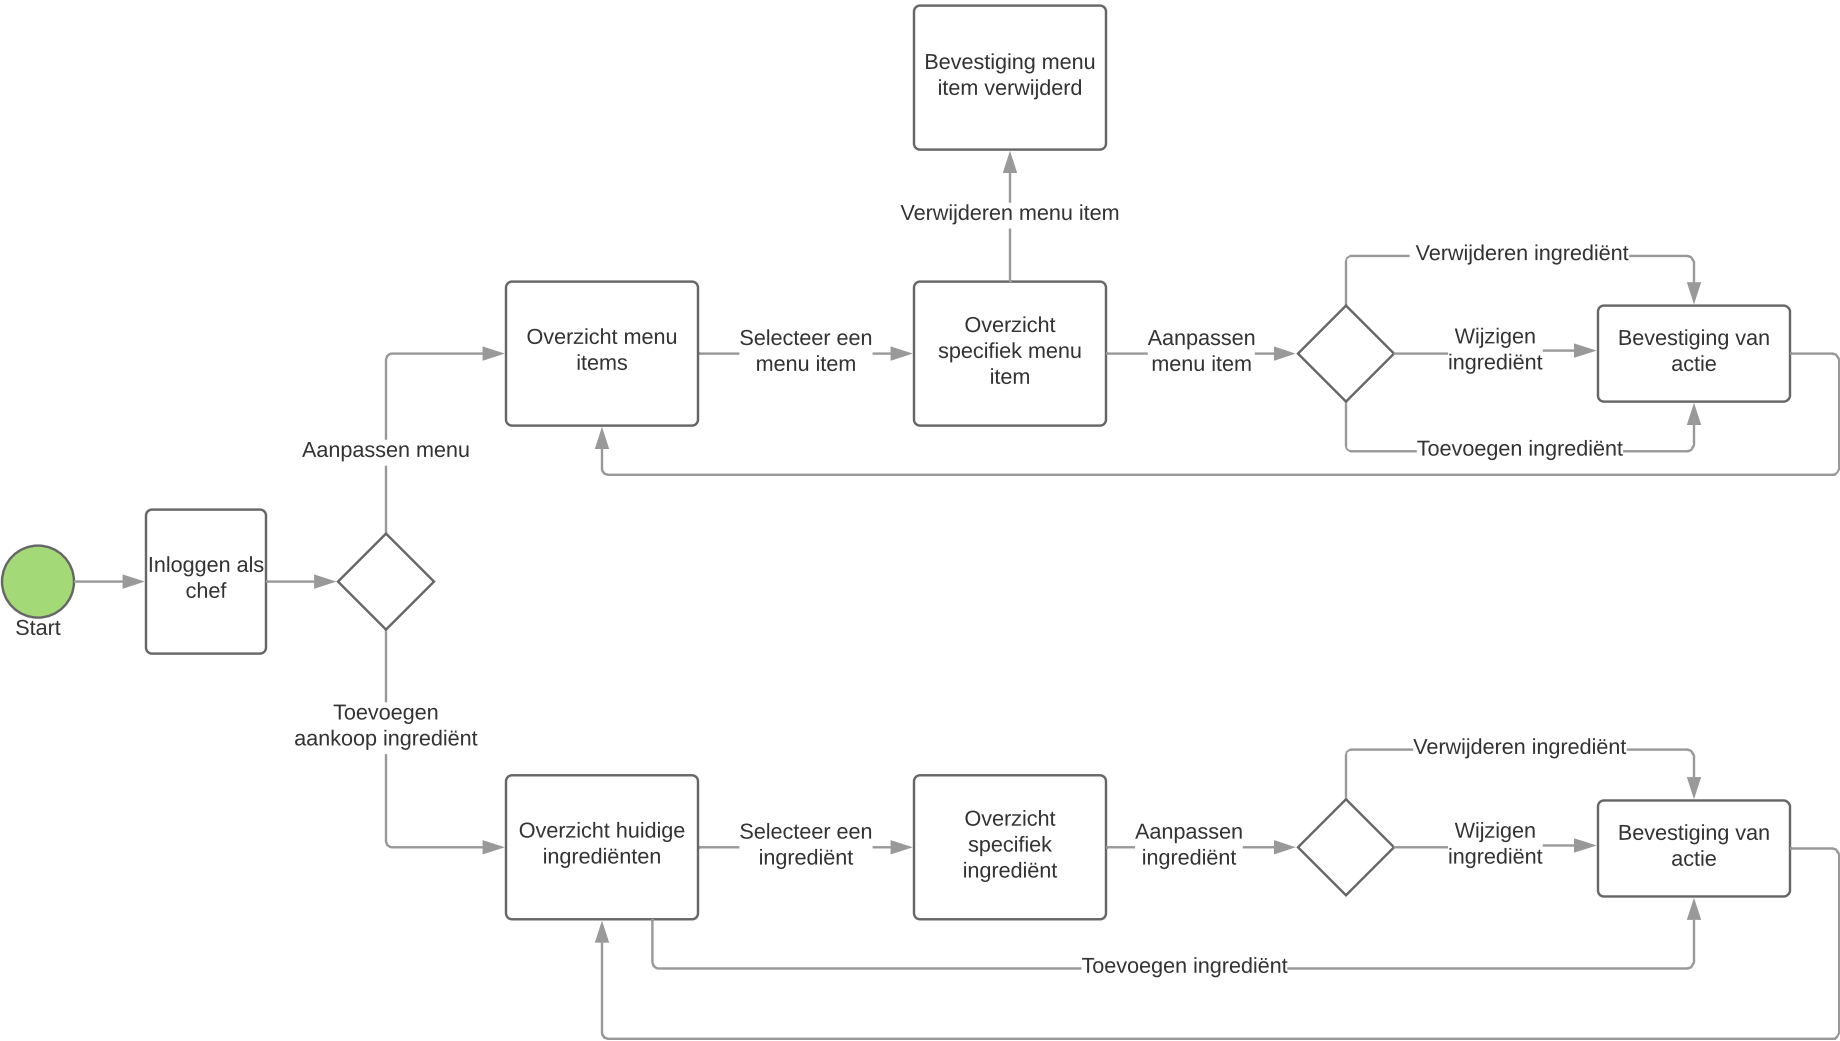 Bevestiging menu
item verwijderd
Verwijderen menu item
Verwijderen ingrediënt
Overzicht menu
items
Selecteer een
menu item
Overzicht
specifiek menu
item
Aanpassen
menu item
Wijzigen
ingrediënt
Bevestiging van
actie
Toevoegen ingrediënt
Aanpassen menu
Inloggen als
chef
Start
Toevoegen
aankoop ingrediënt
Verwijderen ingrediënt
Overzicht huidige
ingrediënten
Selecteer een
ingrediënt
Overzicht
specifiek
ingrediënt
Aanpassen
ingrediënt
Wijzigen
ingrediënt
Bevestiging van
actie
Toevoegen ingrediënt